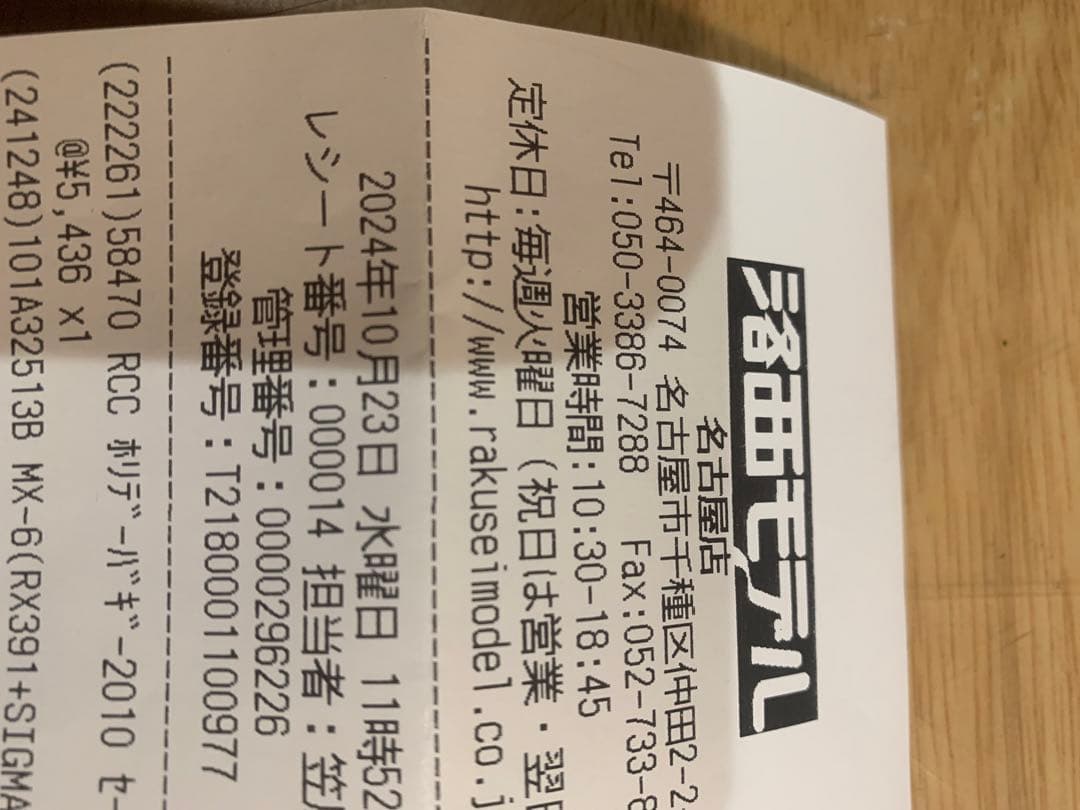 洛西モデル
名古屋店
〒464-0074 名古屋市千種区仲田2-2
Tel:050-3386-7288 Fax:052-733-8
営業時間:10:30-18:45
定休日:毎週火曜日 (祝日は営業・翌
http://www.rakuseimodel.co.j
2024年10月23日 水曜日 11時52
レシート番号:000014 担当者:笠
管理番号:0000296226
登録番号:T2180001100977
(222261)58470 RCC ﾎﾘﾃﾞｰﾊﾞｷﾞｰ2010 ｾｰ
@¥5,436 x1
(241248)101A32513B MX-6(RX391+SIGMA